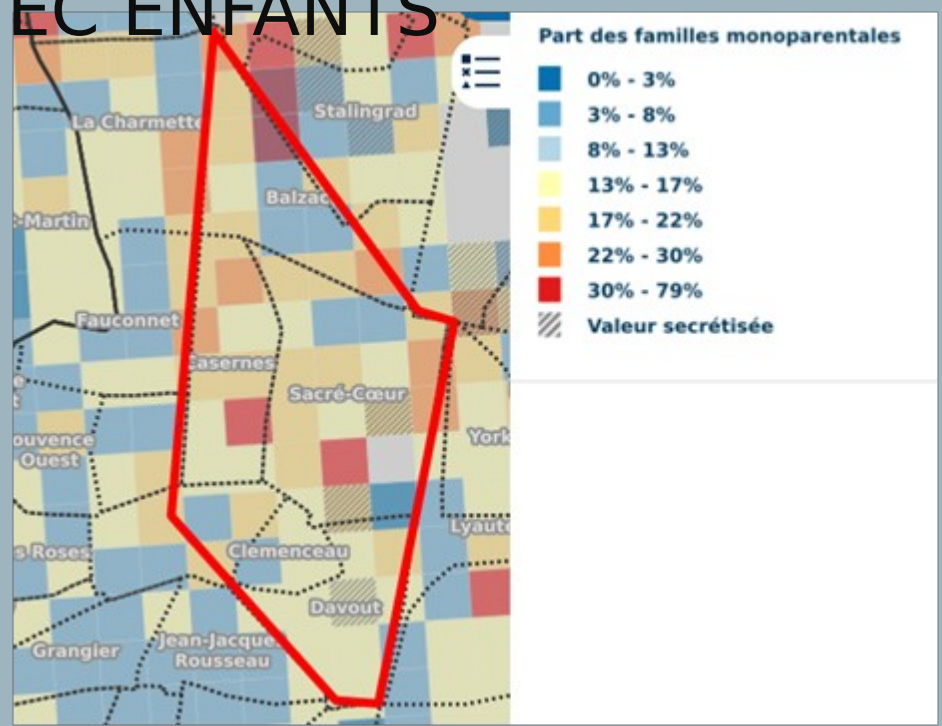 EC ENFANTS
Part des familles monoparentales
0% - 3%
3% - 8%
8% - 13%
13% - 17%
17% - 22%
22% - 30%
30% - 79%
Valeur secrétisée
La Charmette
Stalingrad
Balzac
-Martin
Fauconnet
Casernes
Sacré-Cœur
e
t
ouvence
Ouest
York
Lyaute
s Roses
Clemenceau
Davout
Grangier
Jean-Jacque
Rousseau